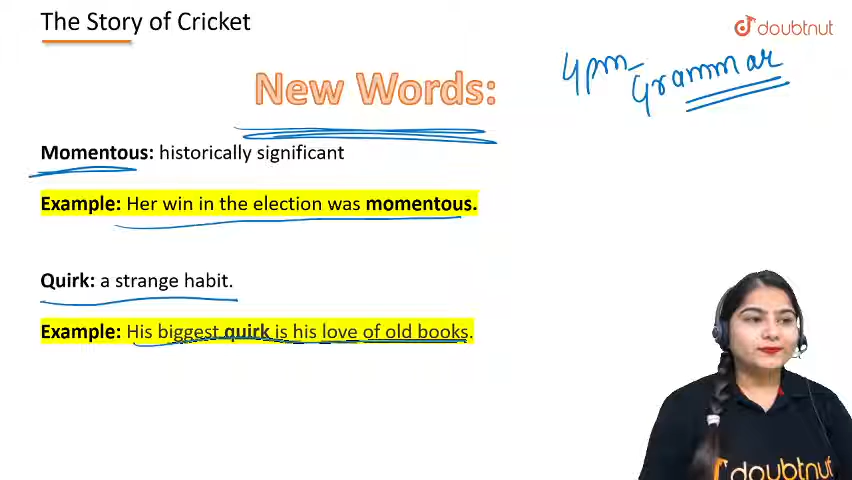 The Story of Cricket
doubtnut
4pm - Grammar
New Words:
Momentous: historically significant
Example: Her win in the election was momentous.
Quirk: a strange habit.
Example: His biggest quirk is his love of old books.
doubtnut